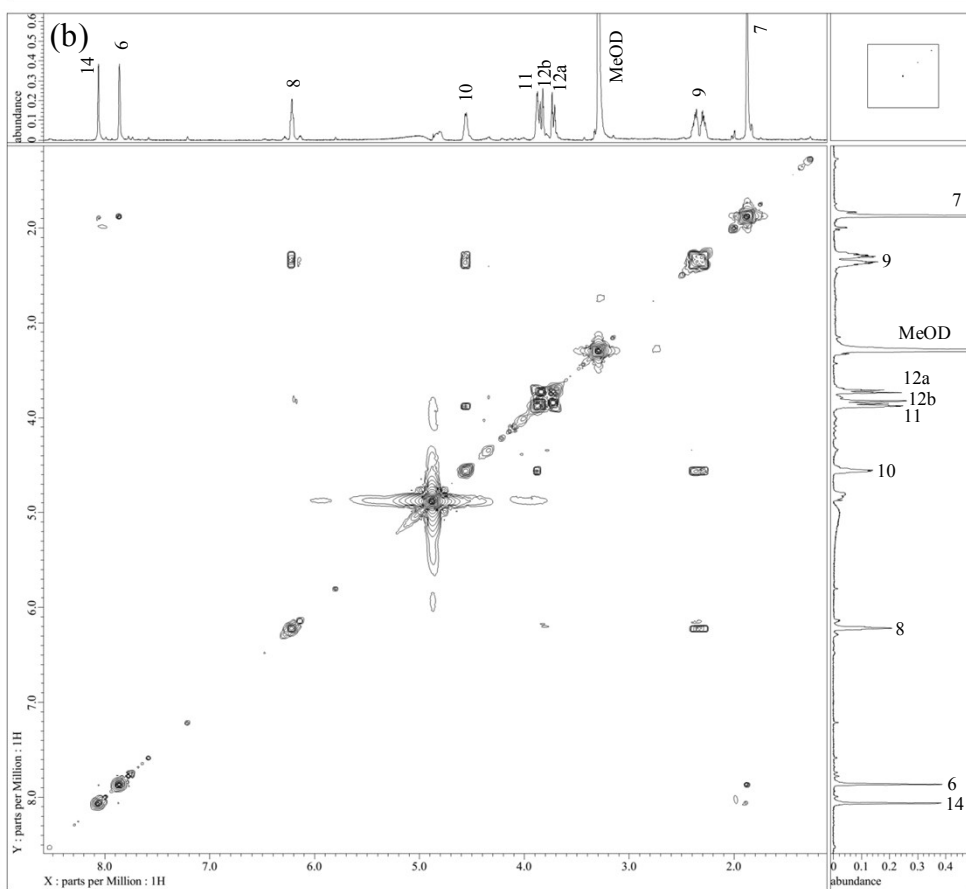 (b)
abundance
0 0.1 0.2 0.3 0.4 0.5 0.6
14
6
8
10
11
12b
12a
MeOD
9
7
Y : parts per Million : 1H
2.0
3.0
4.0
5.0
6.0
7.0
8.0
7
9
MeOD
12a
12b
11
10
8
6
14
8.0 7.0 6.0 5.0 4.0 3.0 2.0
X : parts per Million : 1H
0 0.1 0.2 0.3 0.4 0.5
abundance